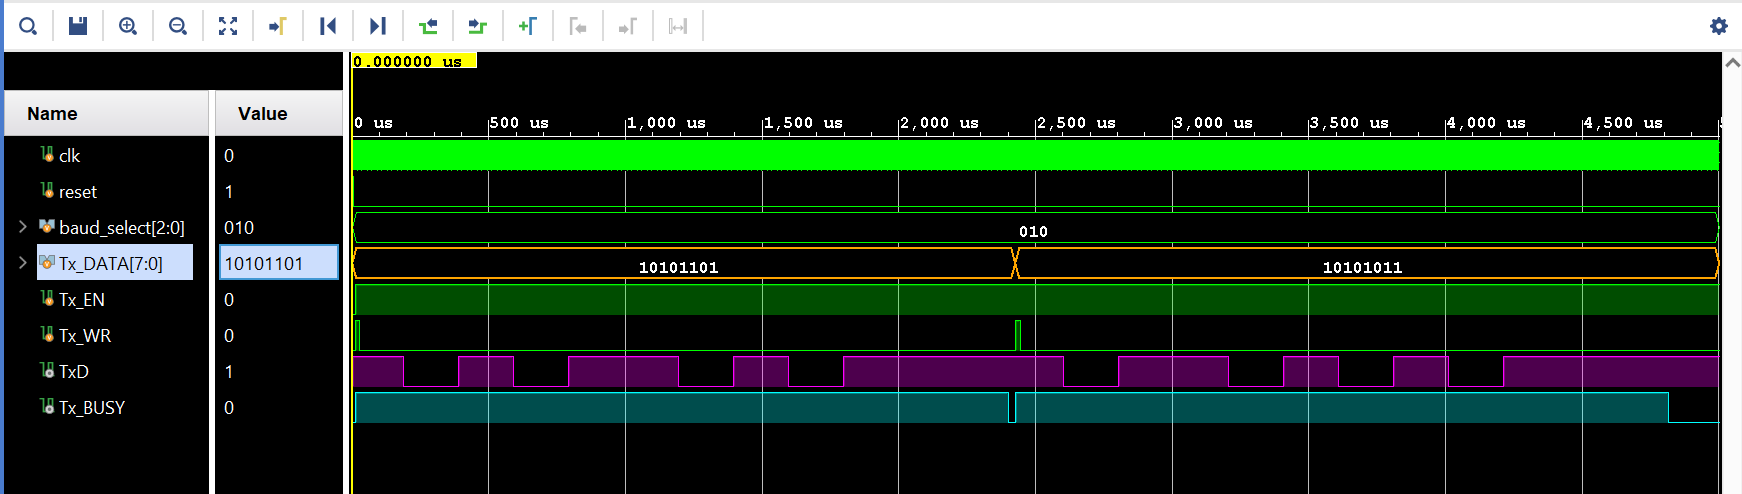 0.000000 us
Name Value
0 us 500 us 1,000 us 1,500 us 2,000 us 2,500 us 3,000 us 3,500 us 4,000 us 4,500 us
clk 0
reset 1
baud_select[2:0] 010 010
Tx_DATA[7:0] 10101101 10101101 10101011
Tx_EN 0
Tx_WR 0
TxD 1
Tx_BUSY 0